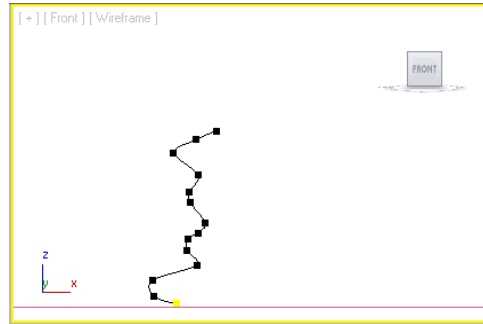 [ + ] [ Front ] [ Wireframe ]
FRONT
z
y
x